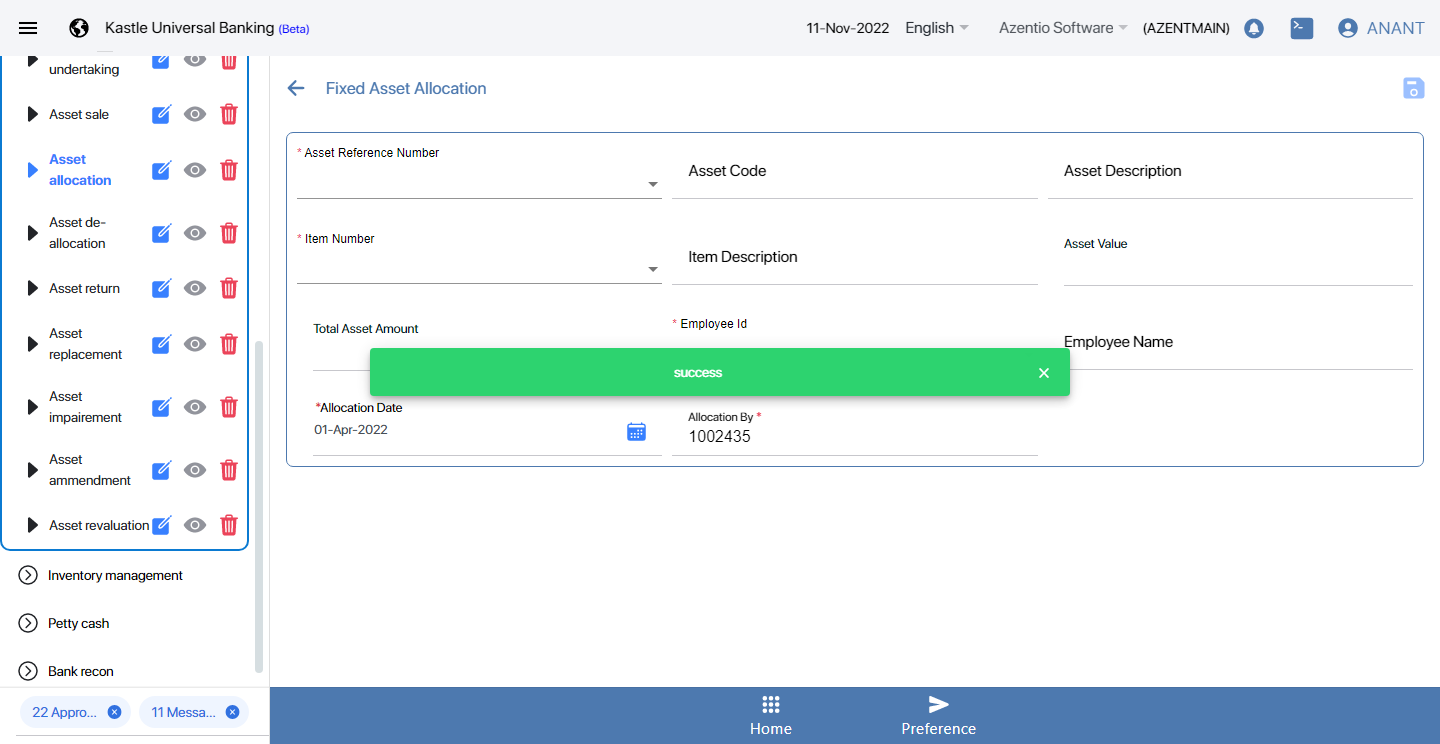 Kastle Universal Banking (Beta)
11-Nov-2022
English
Azentio Software
(AZENTMAIN)
ANANT
undertaking
Asset sale
Asset
allocation
Asset de-
allocation
Asset return
Asset
replacement
Asset
impairement
Asset
ammendment
Asset revaluation
Inventory management
Petty cash
Bank recon
22 Appro...
11 Messa...
Fixed Asset Allocation
* Asset Reference Number
Asset Code
Asset Description
* Item Number
Item Description
Asset Value
Total Asset Amount
* Employee Id
Employee Name
success
*Allocation Date
01-Apr-2022
Allocation By *
1002435
Home
Preference